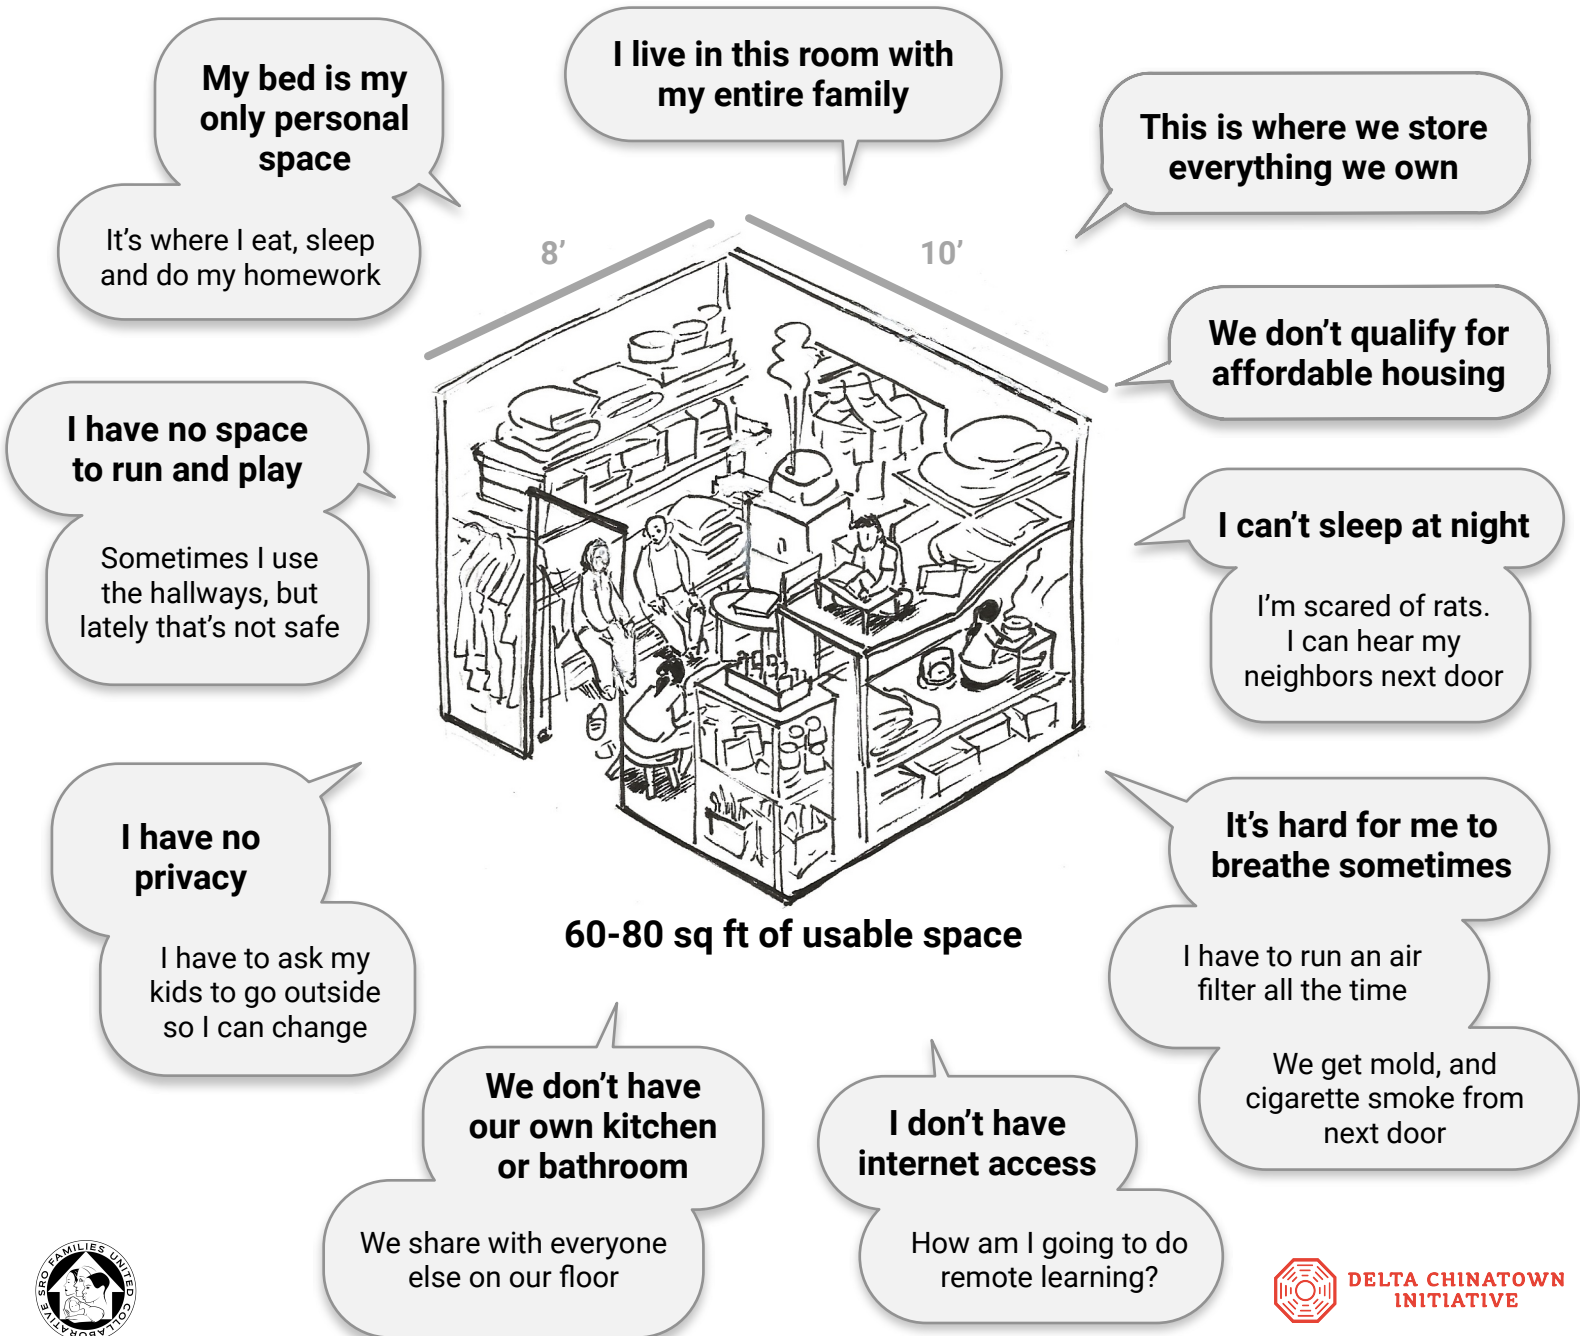 I live in this room with
my entire family
My bed is my
only personal
space
It’s where I eat, sleep
and do my homework
This is where we store
everything we own
8’
10’
We don’t qualify for
affordable housing
I have no space
to run and play
Sometimes I use
the hallways, but
lately that’s not safe
I can’t sleep at night
I’m scared of rats.
I can hear my
neighbors next door
I have no
privacy
I have to ask my
kids to go outside
so I can change
It’s hard for me to
breathe sometimes
I have to run an air
filter all the time
We get mold, and
cigarette smoke from
next door
60-80 sq ft of usable space
We don’t have
our own kitchen
or bathroom
We share with everyone
else on our floor
I don’t have
internet access
How am I going to do
remote learning?
SRO FAMILIES UNITED COLLABORATIVE
DELTA CHINATOWN
INITIATIVE